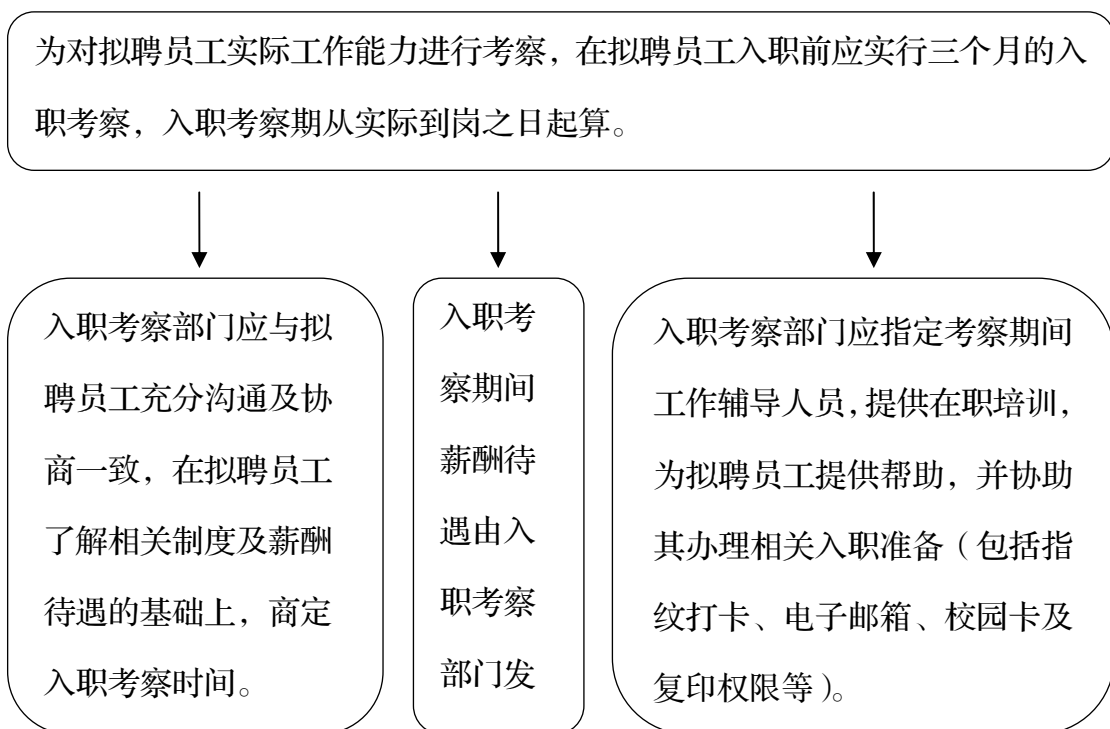 为对拟聘员工实际工作能力进行考察，在拟聘员工入职前应实行三个月的入
职考察，入职考察期从实际到岗之日起算。
入职考察部门应与拟
聘员工充分沟通及协
商一致，在拟聘员工
了解相关制度及薪酬
待遇的基础上，商定
入职考察时间。
入职考
察期间
薪酬待
遇由入
职考察
部门发
入职考察部门应指定考察期间
工作辅导人员，提供在职培训，
为拟聘员工提供帮助，并协助
其办理相关入职准备（包括指
纹打卡、电子邮箱、校园卡及
复印权限等）。